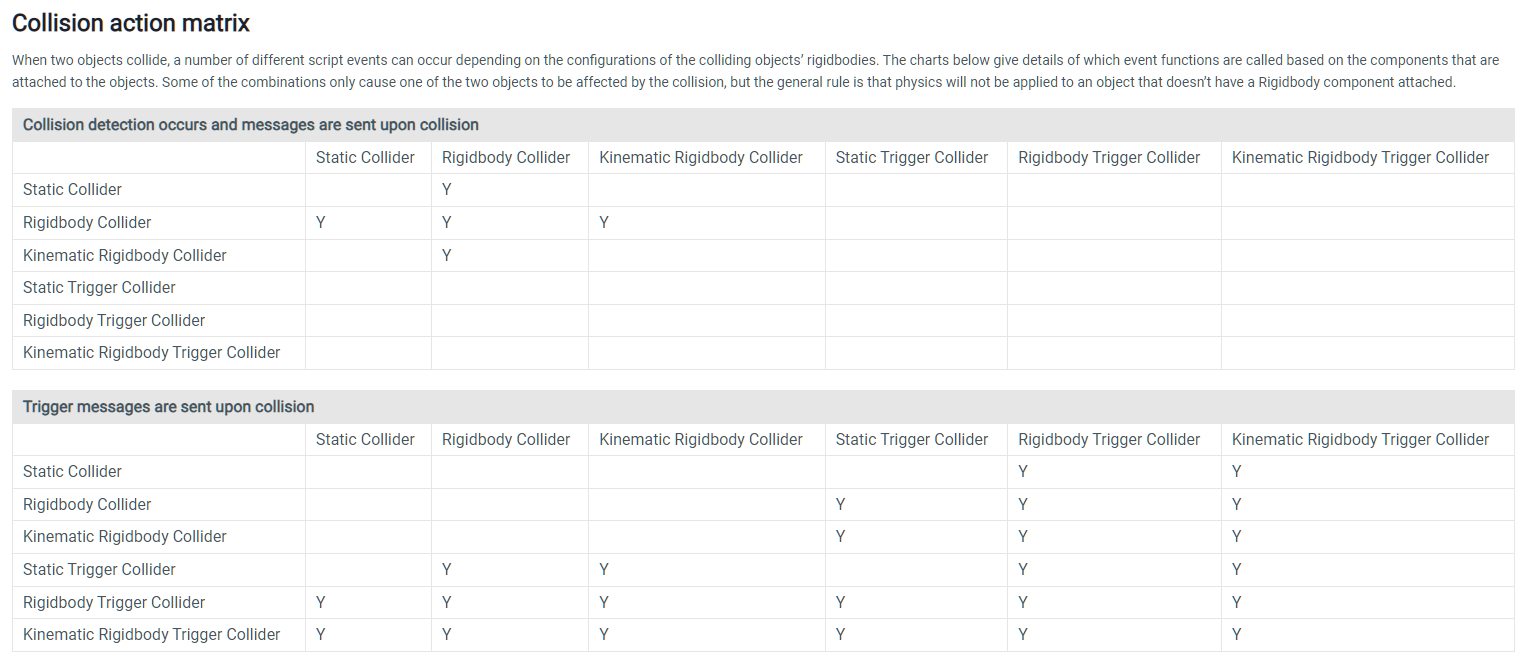 Collision action matrix
When two objects collide, a number of different script events can occur depending on the configurations of the colliding objects’ rigidbodies. The charts below give details of which event functions are called based on the components that are
attached to the objects. Some of the combinations only cause one of the two objects to be affected by the collision, but the general rule is that physics will not be applied to an object that doesn’t have a Rigidbody component attached.
Collision detection occurs and messages are sent upon collision
Static Collider Rigidbody Collider Kinematic Rigidbody Collider Static Trigger Collider Rigidbody Trigger Collider Kinematic Rigidbody Trigger Collider
Static Collider Y
Rigidbody Collider Y Y Y
Kinematic Rigidbody Collider Y
Static Trigger Collider
Rigidbody Trigger Collider
Kinematic Rigidbody Trigger Collider
Trigger messages are sent upon collision
Static Collider Rigidbody Collider Kinematic Rigidbody Collider Static Trigger Collider Rigidbody Trigger Collider Kinematic Rigidbody Trigger Collider
Static Collider Y Y
Rigidbody Collider Y Y Y
Kinematic Rigidbody Collider Y Y Y
Static Trigger Collider Y Y Y Y
Rigidbody Trigger Collider Y Y Y Y Y Y
Kinematic Rigidbody Trigger Collider Y Y Y Y Y Y